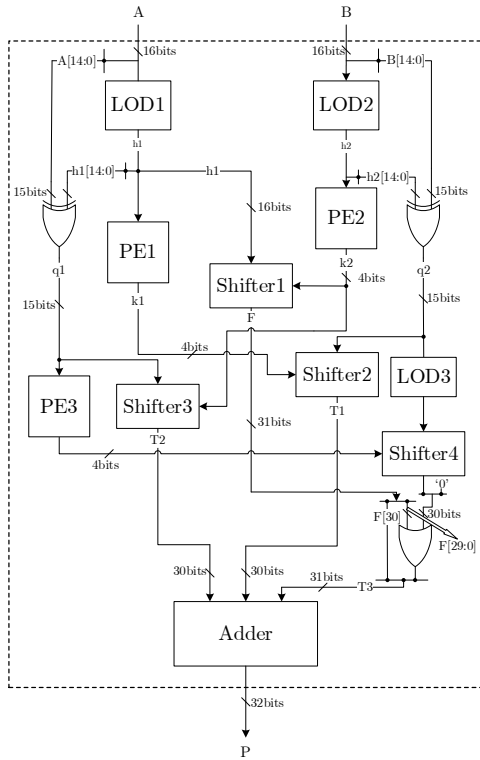 A
B
16bits
16bits
A[14:0]
B[14:0]
LOD1
LOD2
h1
h2
h1[14:0]
h1
h2[14:0]
15bits
15bits
16bits
PE1
PE2
q1
k1
k2
q2
4bits
Shifter1
15bits
F
15bits
4bits
PE3
Shifter3
Shifter2
LOD3
T2
T1
31bits
Shifter4
4bits
‘0’
F[30]
30bits
F[29:0]
30bits
30bits
31bits
T3
Adder
32bits
P